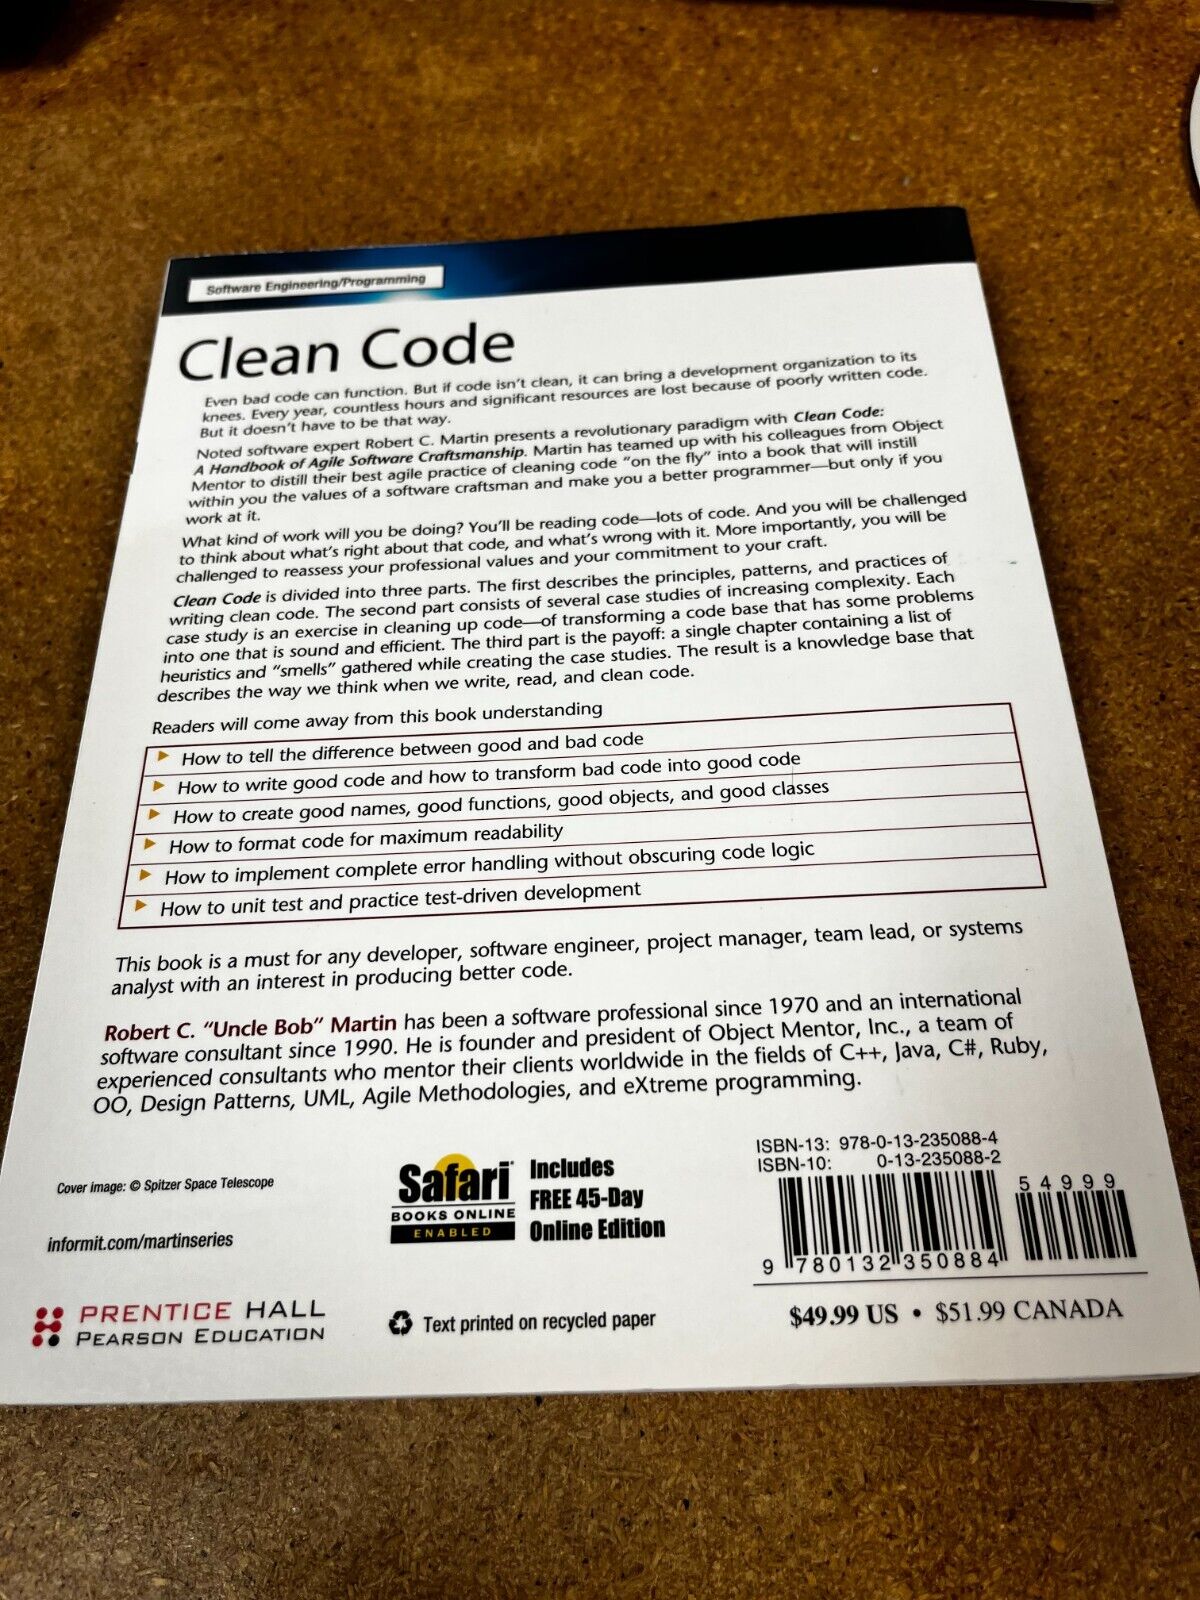 Software Engineering/Programming
Clean Code
Even bad code can function. But if code isn't clean, it can bring a development organization to its
knees. Every year, countless hours and significant resources are lost because of poorly written code.
But it doesn't have to be that way.
Noted software expert Robert C. Martin presents a revolutionary paradigm with Clean Code:
A Handbook of Agile Software Craftsmanship. Martin has teamed up with his colleagues from Object
Mentor to distill their best agile practice of cleaning code "on the fly" into a book that will instill
within you the values of a software craftsman and make you a better programmer—but only if you
work at it.
What kind of work will you be doing? You'll be reading code—lots of code. And you will be challenged
to think about what's right about that code, and what's wrong with it. More importantly, you will be
challenged to reassess your professional values and your commitment to your craft.
Clean Code is divided into three parts. The first describes the principles, patterns, and practices of
writing clean code. The second part consists of several case studies of increasing complexity. Each
case study is an exercise in cleaning up code—of transforming a code base that has some problems
into one that is sound and efficient. The third part is the payoff: a single chapter containing a list of
heuristics and "smells" gathered while creating the case studies. The result is a knowledge base that
describes the way we think when we write, read, and clean code.
Readers will come away from this book understanding
How to tell the difference between good and bad code
How to write good code and how to transform bad code into good code
How to create good names, good functions, good objects, and good classes
How to format code for maximum readability
How to implement complete error handling without obscuring code logic
How to unit test and practice test-driven development
This book is a must for any developer, software engineer, project manager, team lead, or systems
analyst with an interest in producing better code.
Robert C. "Uncle Bob" Martin has been a software professional since 1970 and an international
software consultant since 1990. He is founder and president of Object Mentor, Inc., a team of
experienced consultants who mentor their clients worldwide in the fields of C++, Java, C#, Ruby,
OO, Design Patterns, UML, Agile Methodologies, and eXtreme programming.
Cover image: © Spitzer Space Telescope
informit.com/martinseries
PRENTICE HALL
PEARSON EDUCATION
Safari
BOOKS ONLINE
ENABLED
Includes
FREE 45-Day
Online Edition
Text printed on recycled paper
ISBN-13: 978-0-13-235088-4
ISBN-10: 0-13-235088-2
54999
9 780132 350884
$49.99 US • $51.99 CANADA